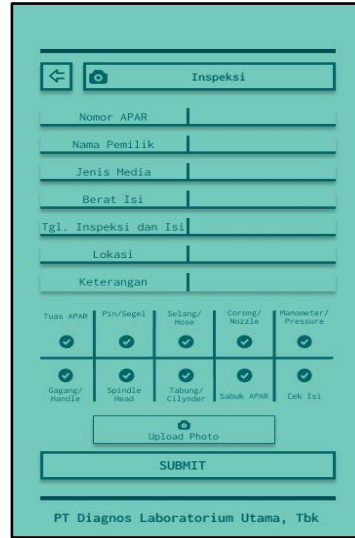 Inspeksi
Nomor APAR
Nama Pemilik
Jenis Media
Berat Isi
Tgl. Inspeksi dan Isi
Lokasi
Keterangan
Tuas APAR
Pin/Segel
Selang/
Hose
Corong/
Nozzle
Manometer/
Pressure
Gagang/
Handle
Spindle
Head
Tabung/
Cilynder
Sabuk APAR
Cek Isi
Upload Photo
SUBMIT
PT Diagnos Laboratorium Utama, Tbk